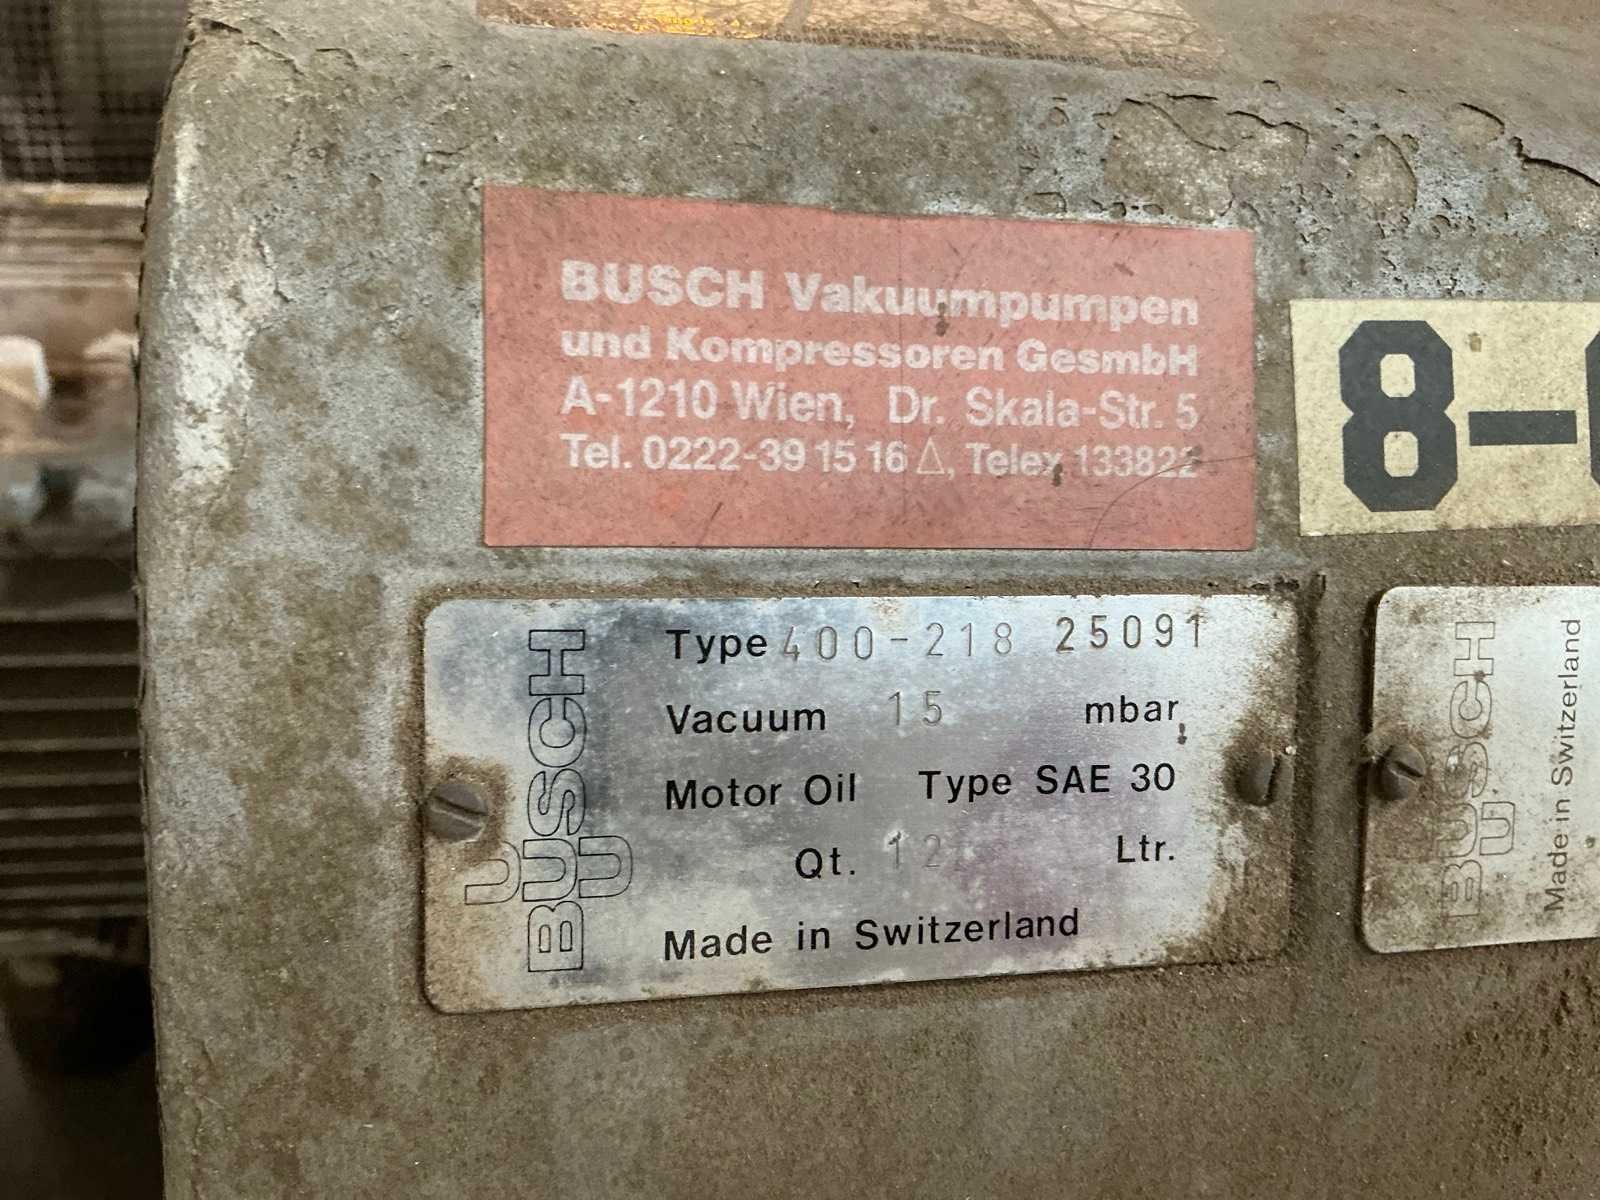 BUSCH Vakuumpumpen
und Kompressoren GesmbH
A-1210 Wien, Dr. Skala-Str. 5
Tel. 0222-39 15 16 Δ, Telex 133822
8-
BUSCH
Type 400-218 25091
Vacuum 15 mbar
Motor Oil Type SAE 30
Qt. 12 Ltr.
Made in Switzerland
BUSCH
Made in Switzerland